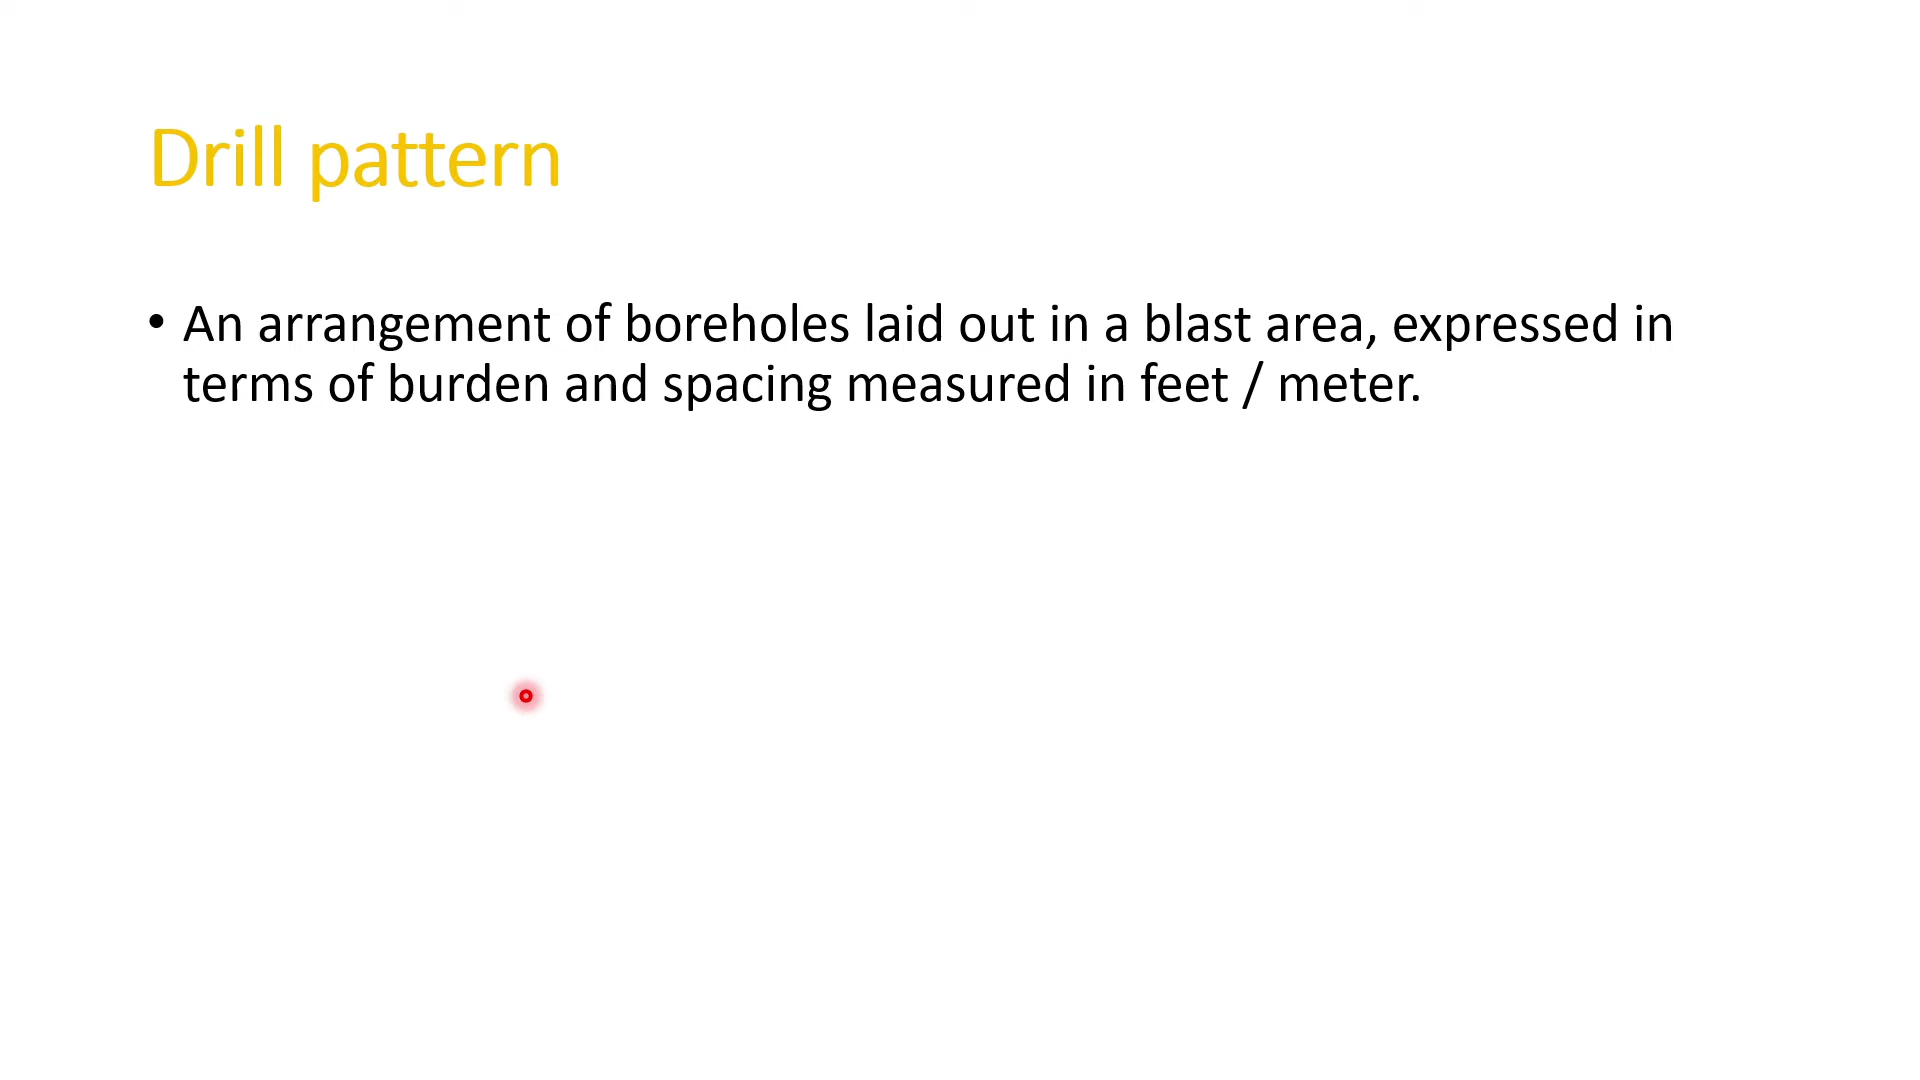 Drill pattern
• An arrangement of boreholes laid out in a blast area, expressed in
terms of burden and spacing measured in feet / meter.